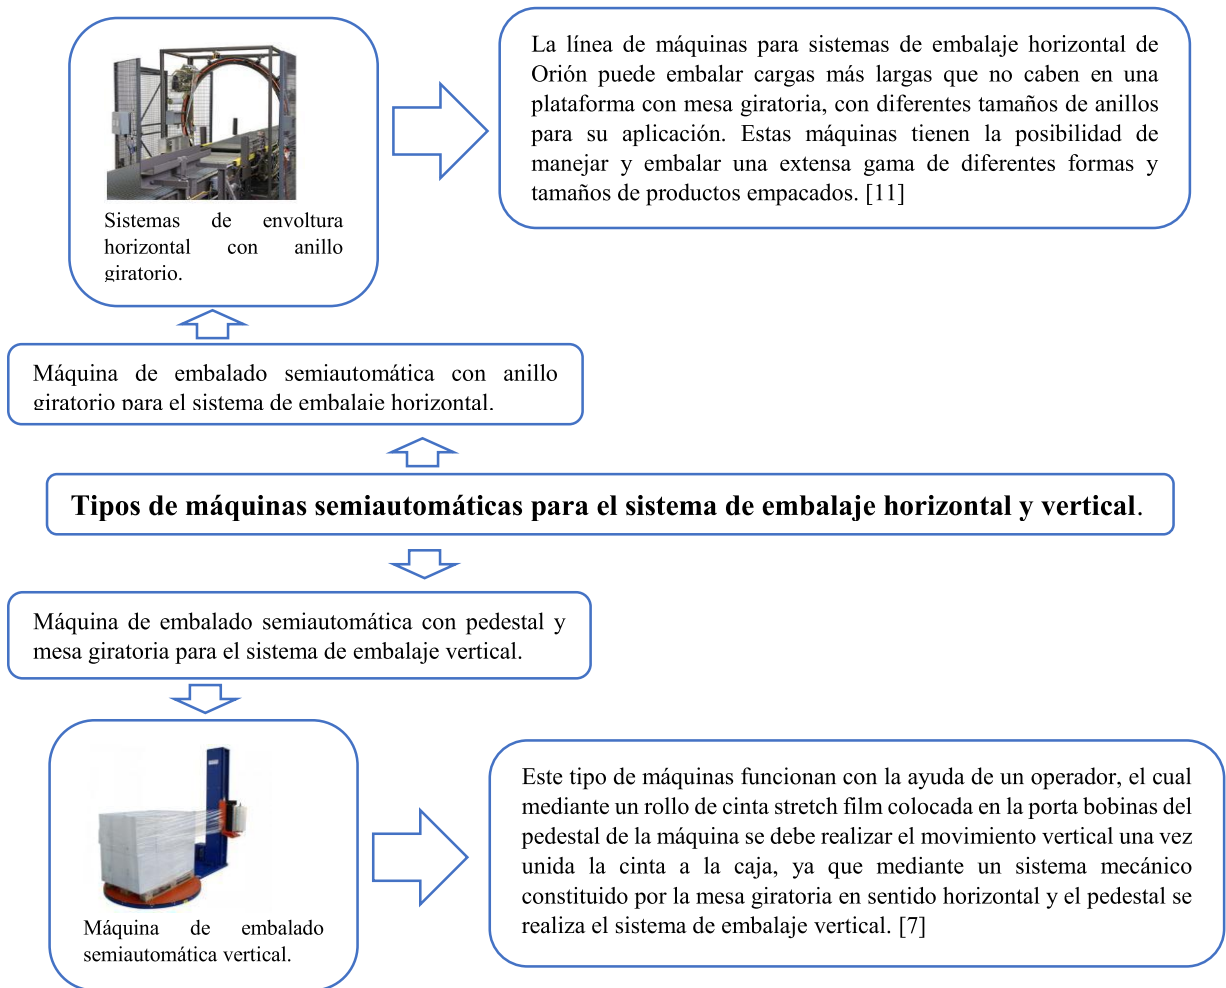 Sistemas de envoltura
horizontal con anillo
giratorio.
La línea de máquinas para sistemas de embalaje horizontal de
Orión puede embalar cargas más largas que no caben en una
plataforma con mesa giratoria, con diferentes tamaños de anillos
para su aplicación. Estas máquinas tienen la posibilidad de
manejar y embalar una extensa gama de diferentes formas y
tamaños de productos empacados. [11]
Máquina de embalado semiautomática con anillo
giratorio para el sistema de embalaje horizontal.
Tipos de máquinas semiautomáticas para el sistema de embalaje horizontal y vertical.
Máquina de embalado semiautomática con pedestal y
mesa giratoria para el sistema de embalaje vertical.
Máquina de embalado
semiautomática vertical.
Este tipo de máquinas funcionan con la ayuda de un operador, el cual
mediante un rollo de cinta stretch film colocada en la porta bobinas del
pedestal de la máquina se debe realizar el movimiento vertical una vez
unida la cinta a la caja, ya que mediante un sistema mecánico
constituido por la mesa giratoria en sentido horizontal y el pedestal se
realiza el sistema de embalaje vertical. [7]